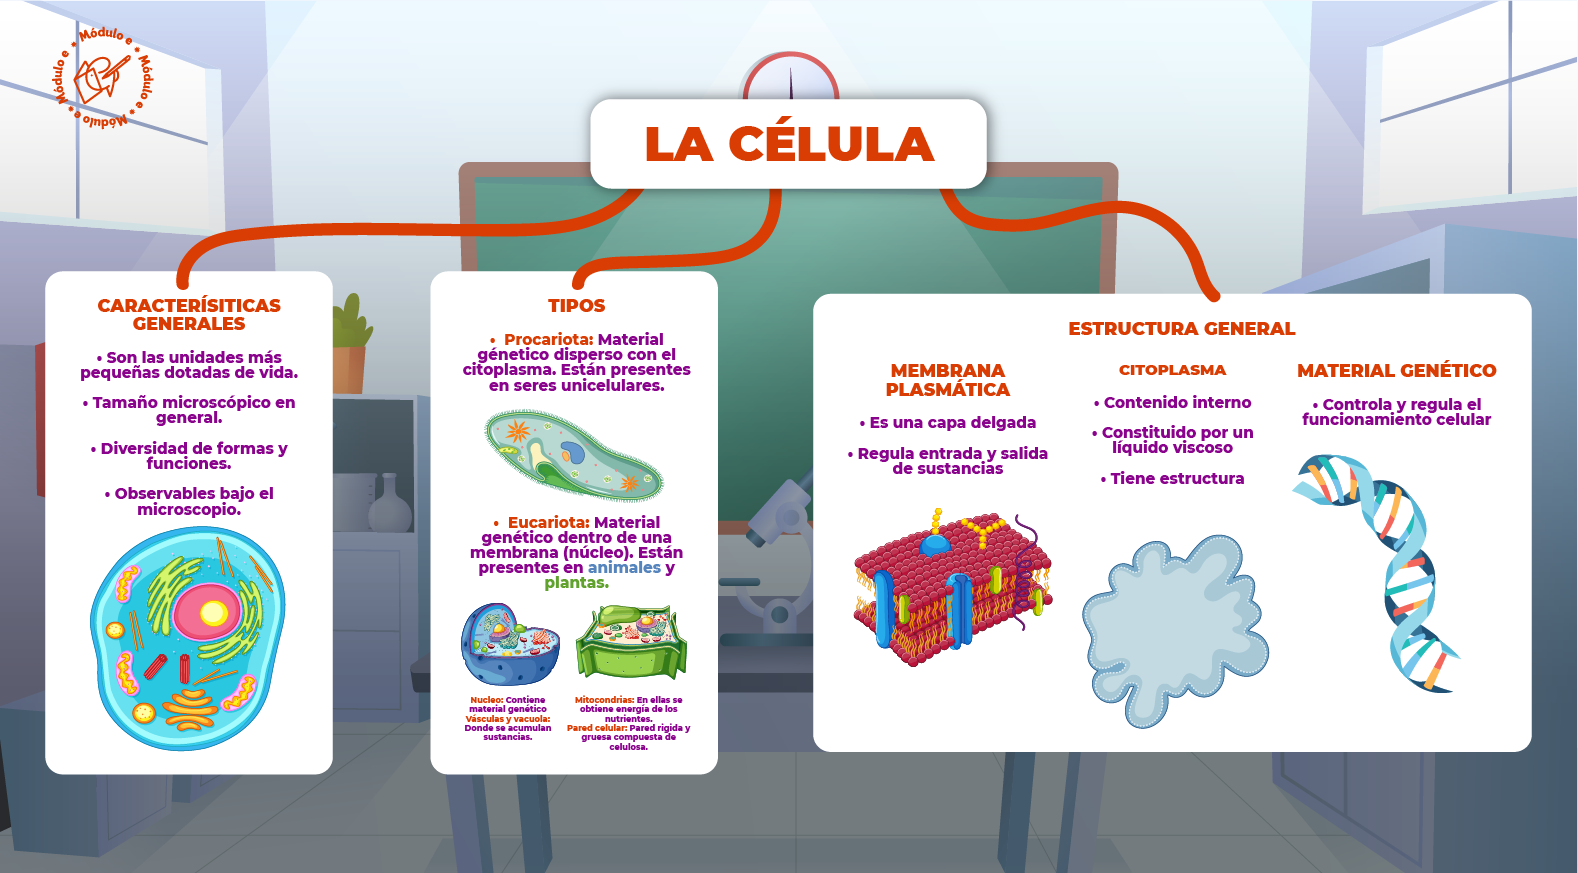 Módulo e * Módulo e * Módulo e * Módulo e *
LA CÉLULA
CARACTERÍSITICAS
GENERALES
• Son las unidades más
pequeñas dotadas de vida.
• Tamaño microscópico en
general.
• Diversidad de formas y
funciones.
• Observables bajo el
microscopio.
TIPOS
• Procariota: Material
génetico disperso con el
citoplasma. Están presentes
en seres unicelulares.
• Eucariota: Material
genético dentro de una
membrana (núcleo). Están
presentes en animales y
plantas.
Nucleo: Contiene
material genético
Vásculas y vacuola:
Donde se acumulan
sustancias.
Mitocondrias: En ellas se
obtiene energía de los
nutrientes.
Pared celular: Pared rigida y
gruesa compuesta de
celulosa.
ESTRUCTURA GENERAL
MEMBRANA
PLASMÁTICA
• Es una capa delgada
• Regula entrada y salida
de sustancias
CITOPLASMA
• Contenido interno
• Constituido por un
líquido viscoso
• Tiene estructura
MATERIAL GENÉTICO
• Controla y regula el
funcionamiento celular